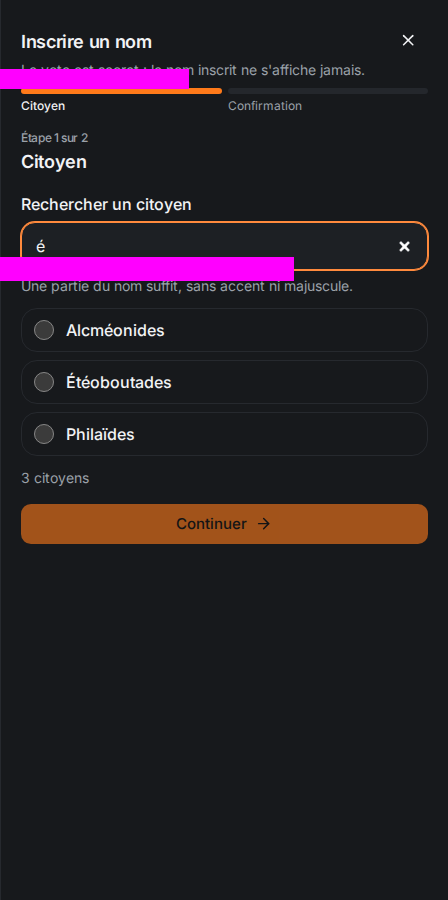 Inscrire un nom
Le vote est secret : le nom inscrit ne s'affiche jamais.
Citoyen
Confirmation
Étape 1 sur 2
Citoyen
Rechercher un citoyen
é
Une partie du nom suffit, sans accent ni majuscule.
Alcméonides
Étéoboutades
Philaïdes
3 citoyens
Continuer